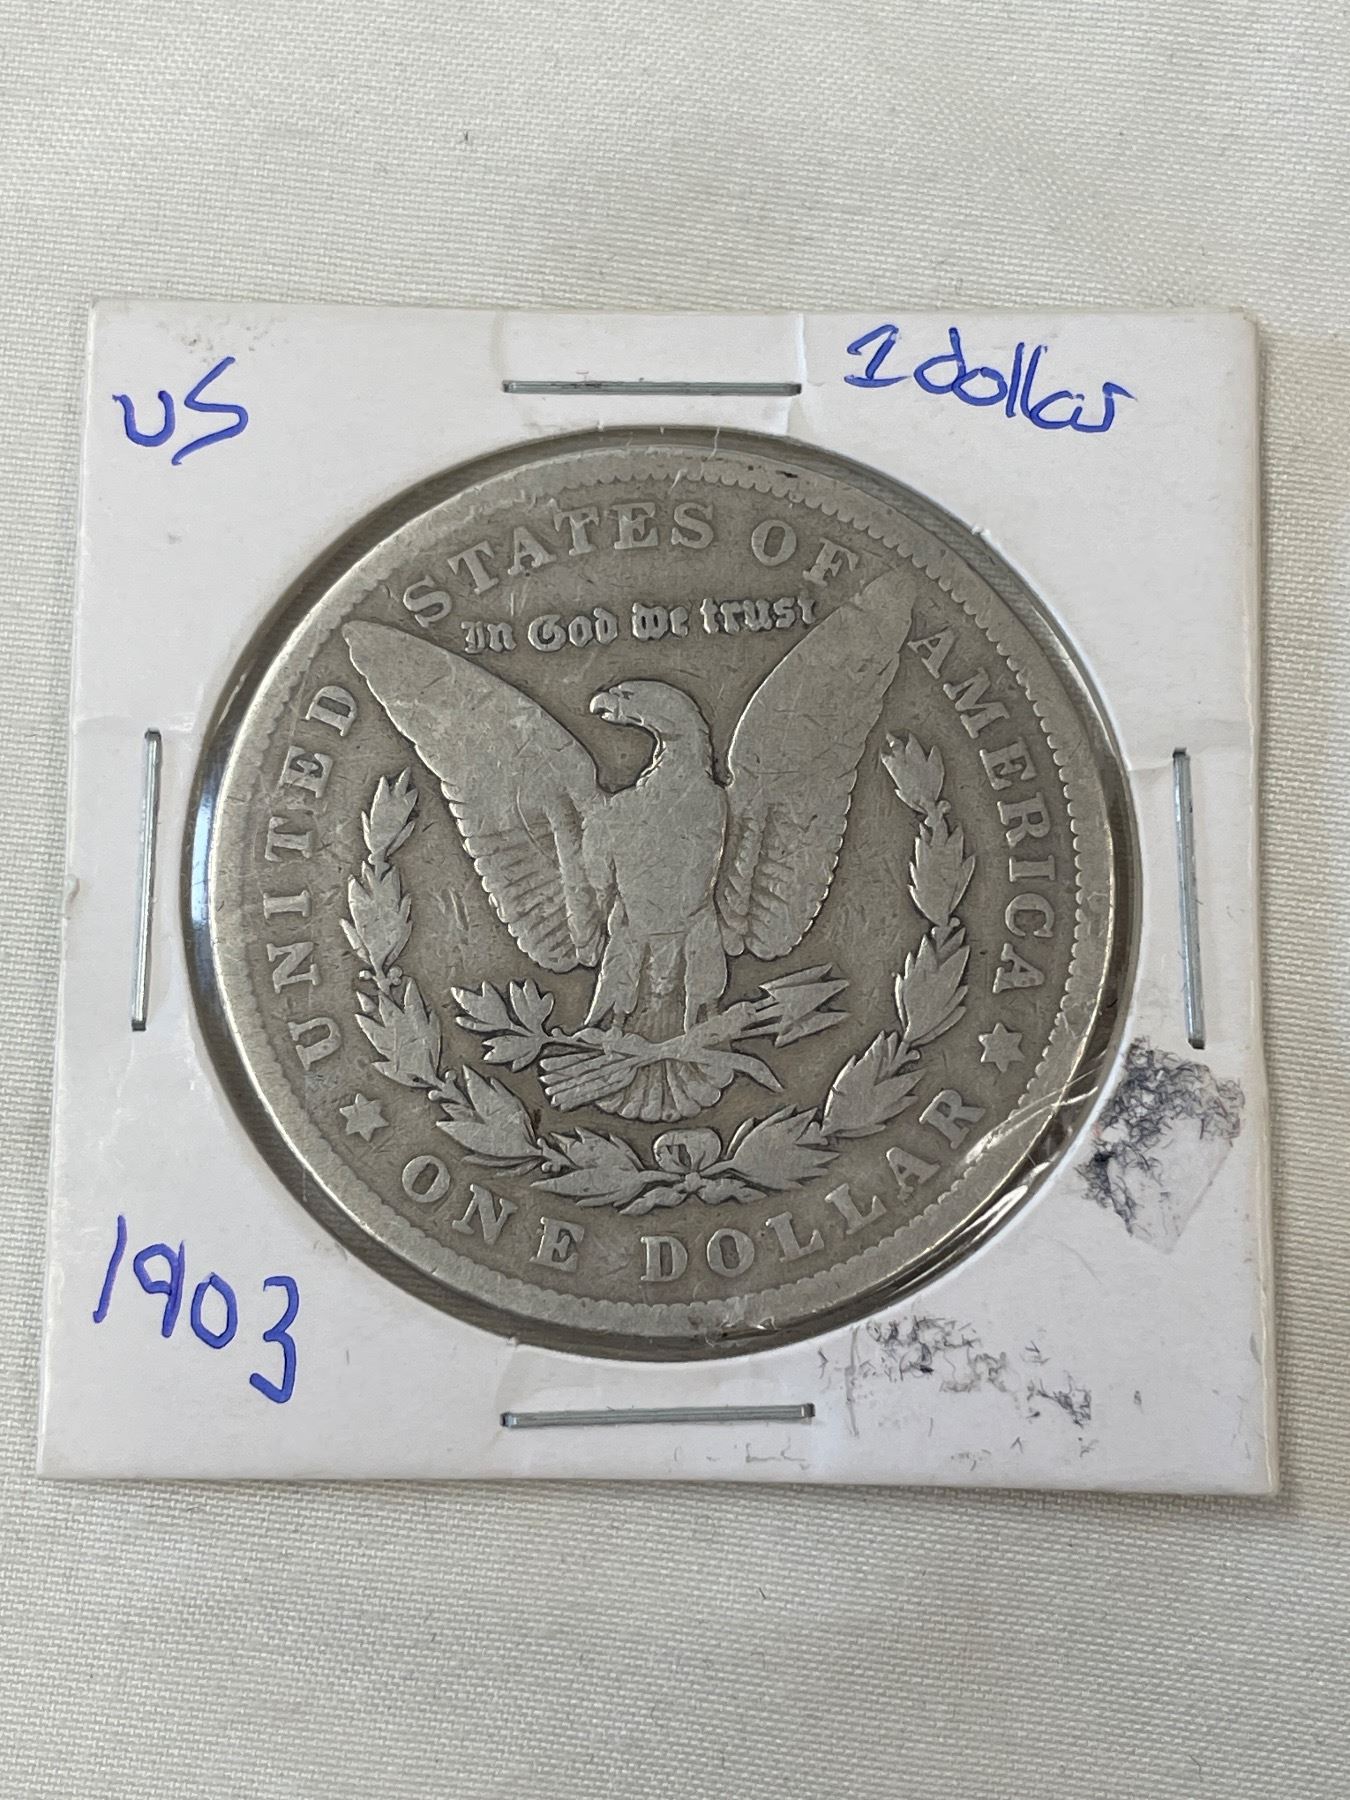 US
1 dollar
UNITED STATES OF AMERICA
In God we trust
ONE DOLLAR
1903